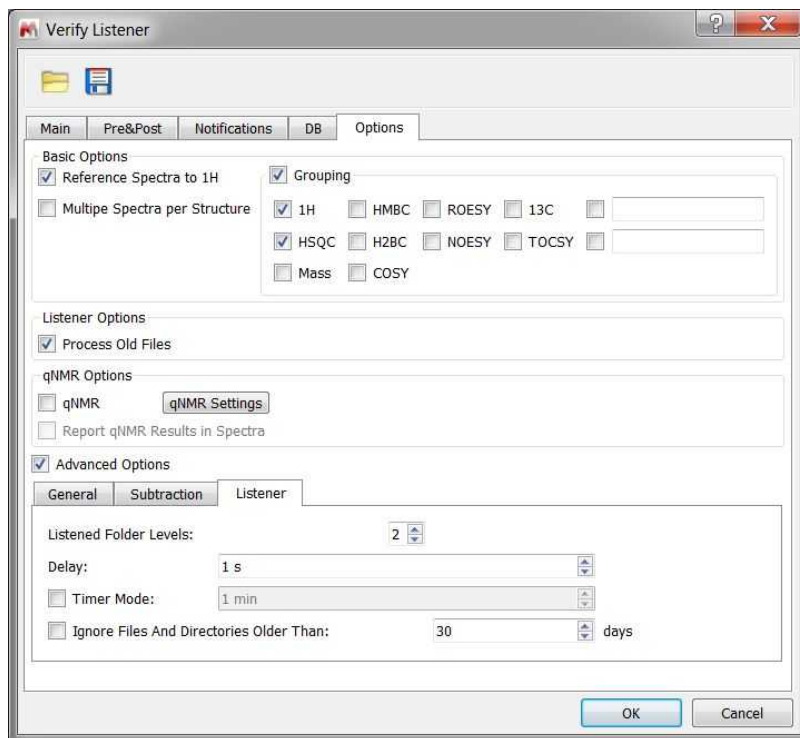 Verify Listener
Main Pre&Post Notifications DB Options
Basic Options
Reference Spectra to 1H
Multipe Spectra per Structure
Grouping
1H HMBC ROESY 13C
HSQC H2BC NOESY TOCSY
Mass COSY
Listener Options
Process Old Files
qNMR Options
qNMR qNMR Settings
Report qNMR Results in Spectra
Advanced Options
General Subtraction Listener
Listened Folder Levels: 2
Delay: 1 s
Timer Mode: 1 min
Ignore Files And Directories Older Than: 30 days
OK Cancel